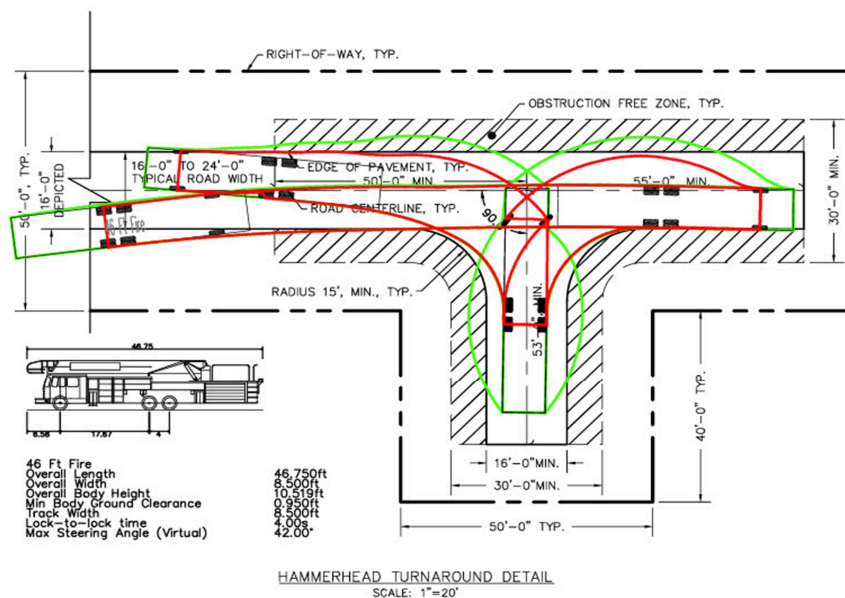 RIGHT-OF-WAY, TYP.
OBSTRUCTION FREE ZONE, TYP.
50'-0", TYP.
16'-0"
DEPICTED
16'-0" TO 24'-0"
TYPICAL ROAD WIDTH
EDGE OF PAVEMENT, TYP.
50'-0" MIN.
55'-0" MIN.
30'-0" MIN.
ROAD CENTERLINE, TYP.
90
46 Ft Fire
RADIUS 15', MIN., TYP.
53'-0", MIN.
40'-0" TYP.
46.75
6.58
17.67
4
16'-0"MIN.
30'-0"MIN.
50'-0" TYP.
46 Ft Fire
Overall Length 46.750ft
Overall Width 8.500ft
Overall Body Height 10.519ft
Min Body Ground Clearance 0.950ft
Track Width 8.500ft
Lock-to-lock time 4.00s
Max Steering Angle (Virtual) 42.00°
HAMMERHEAD TURNAROUND DETAIL
SCALE: 1"=20'